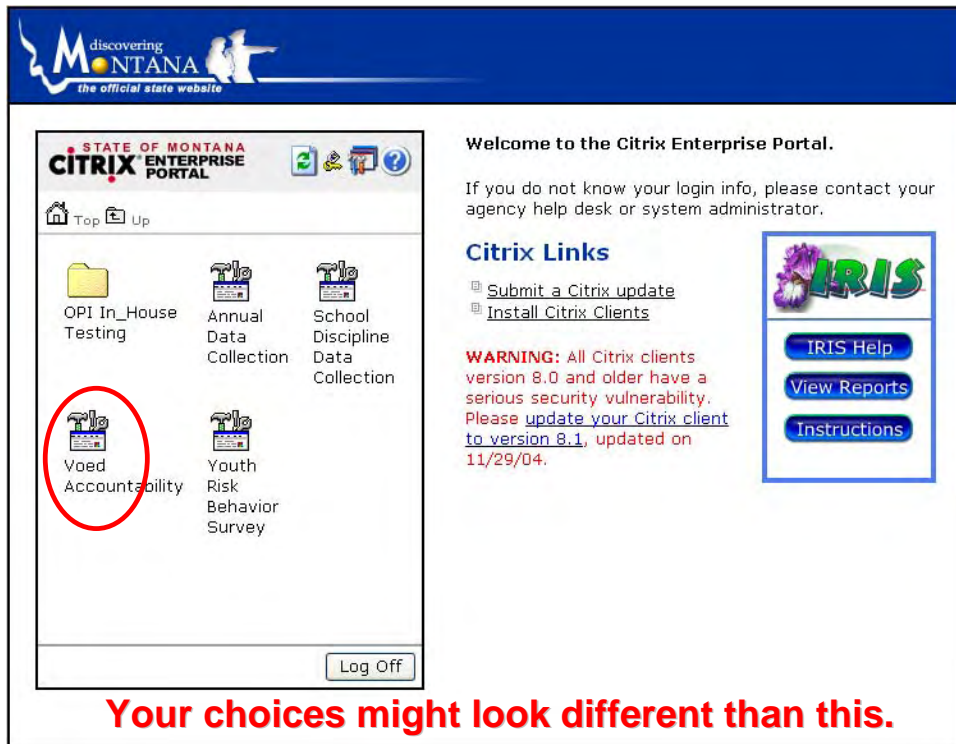 discovering
MONTANA
the official state website
STATE OF MONTANA
CITRIX ENTERPRISE
PORTAL
Top Up
OPI In_House
Testing
Annual
Data
Collection
School
Discipline
Data
Collection
Voed
Accountability
Youth
Risk
Behavior
Survey
Log Off
Welcome to the Citrix Enterprise Portal.
If you do not know your login info, please contact your
agency help desk or system administrator.
Citrix Links
Submit a Citrix update
Install Citrix Clients
WARNING: All Citrix clients
version 8.0 and older have a
serious security vulnerability.
Please update your Citrix client
to version 8.1, updated on
11/29/04.
IRIS
IRIS Help
View Reports
Instructions
Your choices might look different than this.